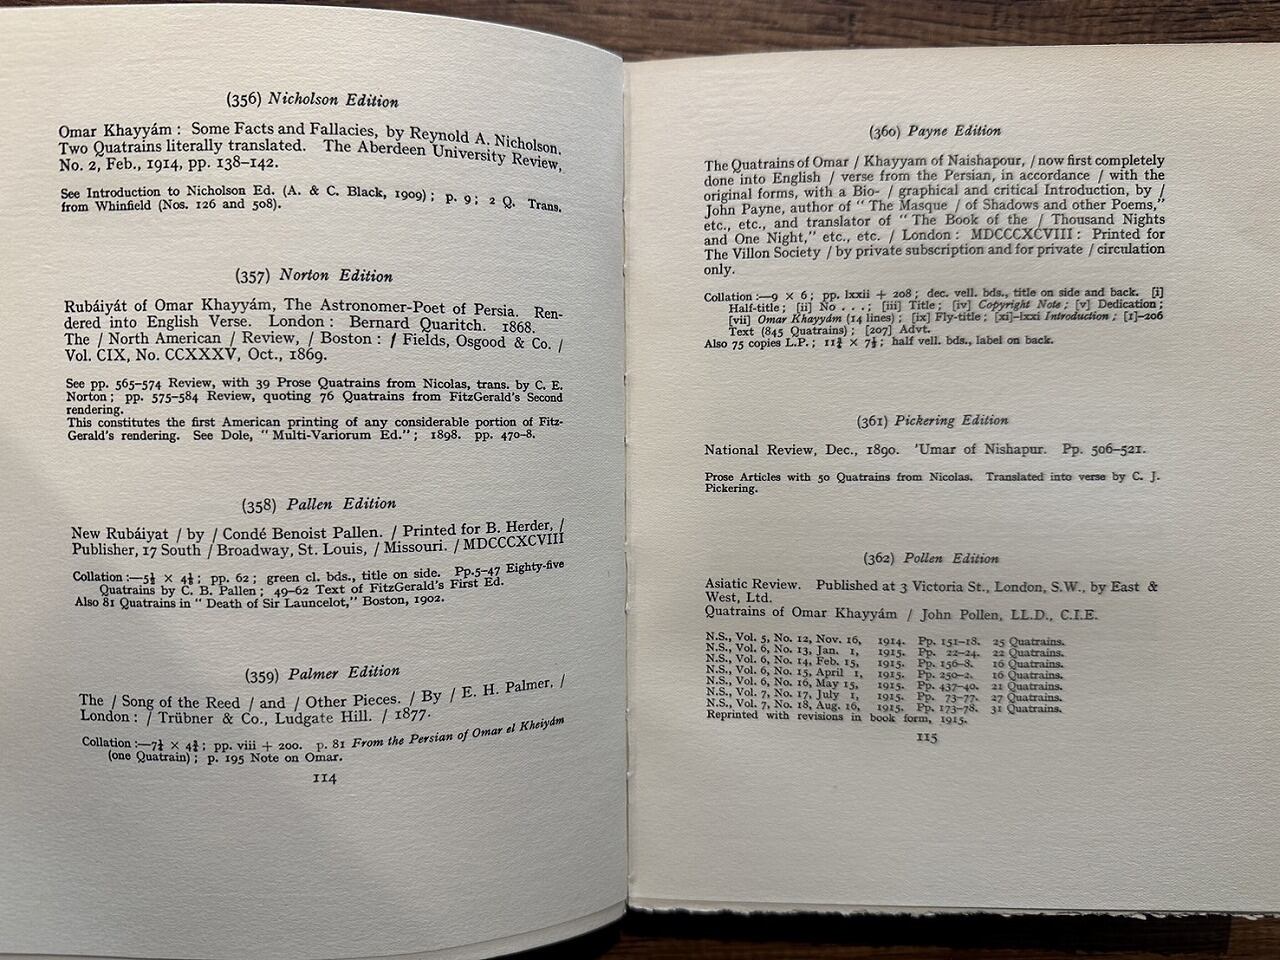 (356) Nicholson Edition
Omar Khayyám : Some Facts and Fallacies, by Reynold A. Nicholson.
Two Quatrains literally translated. The Aberdeen University Review,
No. 2, Feb., 1914, pp. 138–142.
See Introduction to Nicholson Ed. (A. & C. Black, 1909) ; p. 9 ; 2 Q. Trans.
from Whinfield (Nos. 126 and 508).
(357) Norton Edition
Rubáiyát of Omar Khayyám, The Astronomer-Poet of Persia. Ren-
dered into English Verse. London : Bernard Quaritch. 1868.
The / North American / Review, / Boston : / Fields, Osgood & Co. /
Vol. CIX, No. CCXXXV, Oct., 1869.
See pp. 565–574 Review, with 39 Prose Quatrains from Nicolas, trans. by C. E.
Norton ; pp. 575–584 Review, quoting 76 Quatrains from FitzGerald's Second
rendering.
This constitutes the first American printing of any considerable portion of Fitz-
Gerald's rendering. See Dole, " Multi-Variorum Ed." ; 1898. pp. 470–8.
(358) Pallen Edition
New Rubáiyat / by / Condé Benoist Pallen. / Printed for B. Herder, /
Publisher, 17 South / Broadway, St. Louis, / Missouri. / MDCCCXCVIII
Collation :—5½ × 4½ ; pp. 62 ; green cl. bds., title on side. Pp. 5–47 Eighty-five
Quatrains by C. B. Pallen ; 49–62 Text of FitzGerald's First Ed.
Also 81 Quatrains in " Death of Sir Launcelot," Boston, 1902.
(359) Palmer Edition
The / Song of the Reed / and / Other Pieces. / By / E. H. Palmer, /
London : / Trübner & Co., Ludgate Hill. / 1877.
Collation :—7¼ × 4¾ ; pp. viii + 200. p. 81 From the Persian of Omar el Kheiyám
(one Quatrain) ; p. 195 Note on Omar.
114
(360) Payne Edition
The Quatrains of Omar / Khayyam of Naishapour, / now first completely
done into English / verse from the Persian, in accordance / with the
original forms, with a Bio- / graphical and critical Introduction, by /
John Payne, author of " The Masque / of Shadows and other Poems,"
etc., etc., and translator of " The Book of the / Thousand Nights
and One Night," etc., etc. / London : MDCCCXCVIII : Printed for
The Villon Society / by private subscription and for private / circulation
only.
Collation :—9 × 6 ; pp. lxxii + 208 ; dec. vell. bds., title on side and back. [i]
Half-title ; [ii] No . . . ; [iii] Title ; [iv] Copyright Note ; [v] Dedication ;
[vii] Omar Khayyám (14 lines) ; [ix] Fly-title ; [xi]–lxxi Introduction ; [1]–206
Text (845 Quatrains) ; [207] Advt.
Also 75 copies L.P. ; 11¾ × 7½ ; half vell. bds., label on back.
(361) Pickering Edition
National Review, Dec., 1890. 'Umar of Nishapur. Pp. 506–521.
Prose Articles with 50 Quatrains from Nicolas. Translated into verse by C. J.
Pickering.
(362) Pollen Edition
Asiatic Review. Published at 3 Victoria St., London, S.W., by East &
West, Ltd.
Quatrains of Omar Khayyám / John Pollen, LL.D., C.I.E.
N.S., Vol. 5, No. 12, Nov. 16, 1914. Pp. 151–18. 25 Quatrains.
N.S., Vol. 6, No. 13, Jan. 1, 1915. Pp. 22–24. 22 Quatrains.
N.S., Vol. 6, No. 14, Feb. 15, 1915. Pp. 156–8. 16 Quatrains.
N.S., Vol. 6, No. 15, April 1, 1915. Pp. 250–2. 16 Quatrains.
N.S., Vol. 6, No. 16, May 15, 1915. Pp. 437–40. 21 Quatrains.
N.S., Vol. 7, No. 17, July 1, 1915. Pp. 73–77. 27 Quatrains.
N.S., Vol. 7, No. 18, Aug. 16, 1915. Pp. 173–78. 31 Quatrains.
Reprinted with revisions in book form, 1915.
115